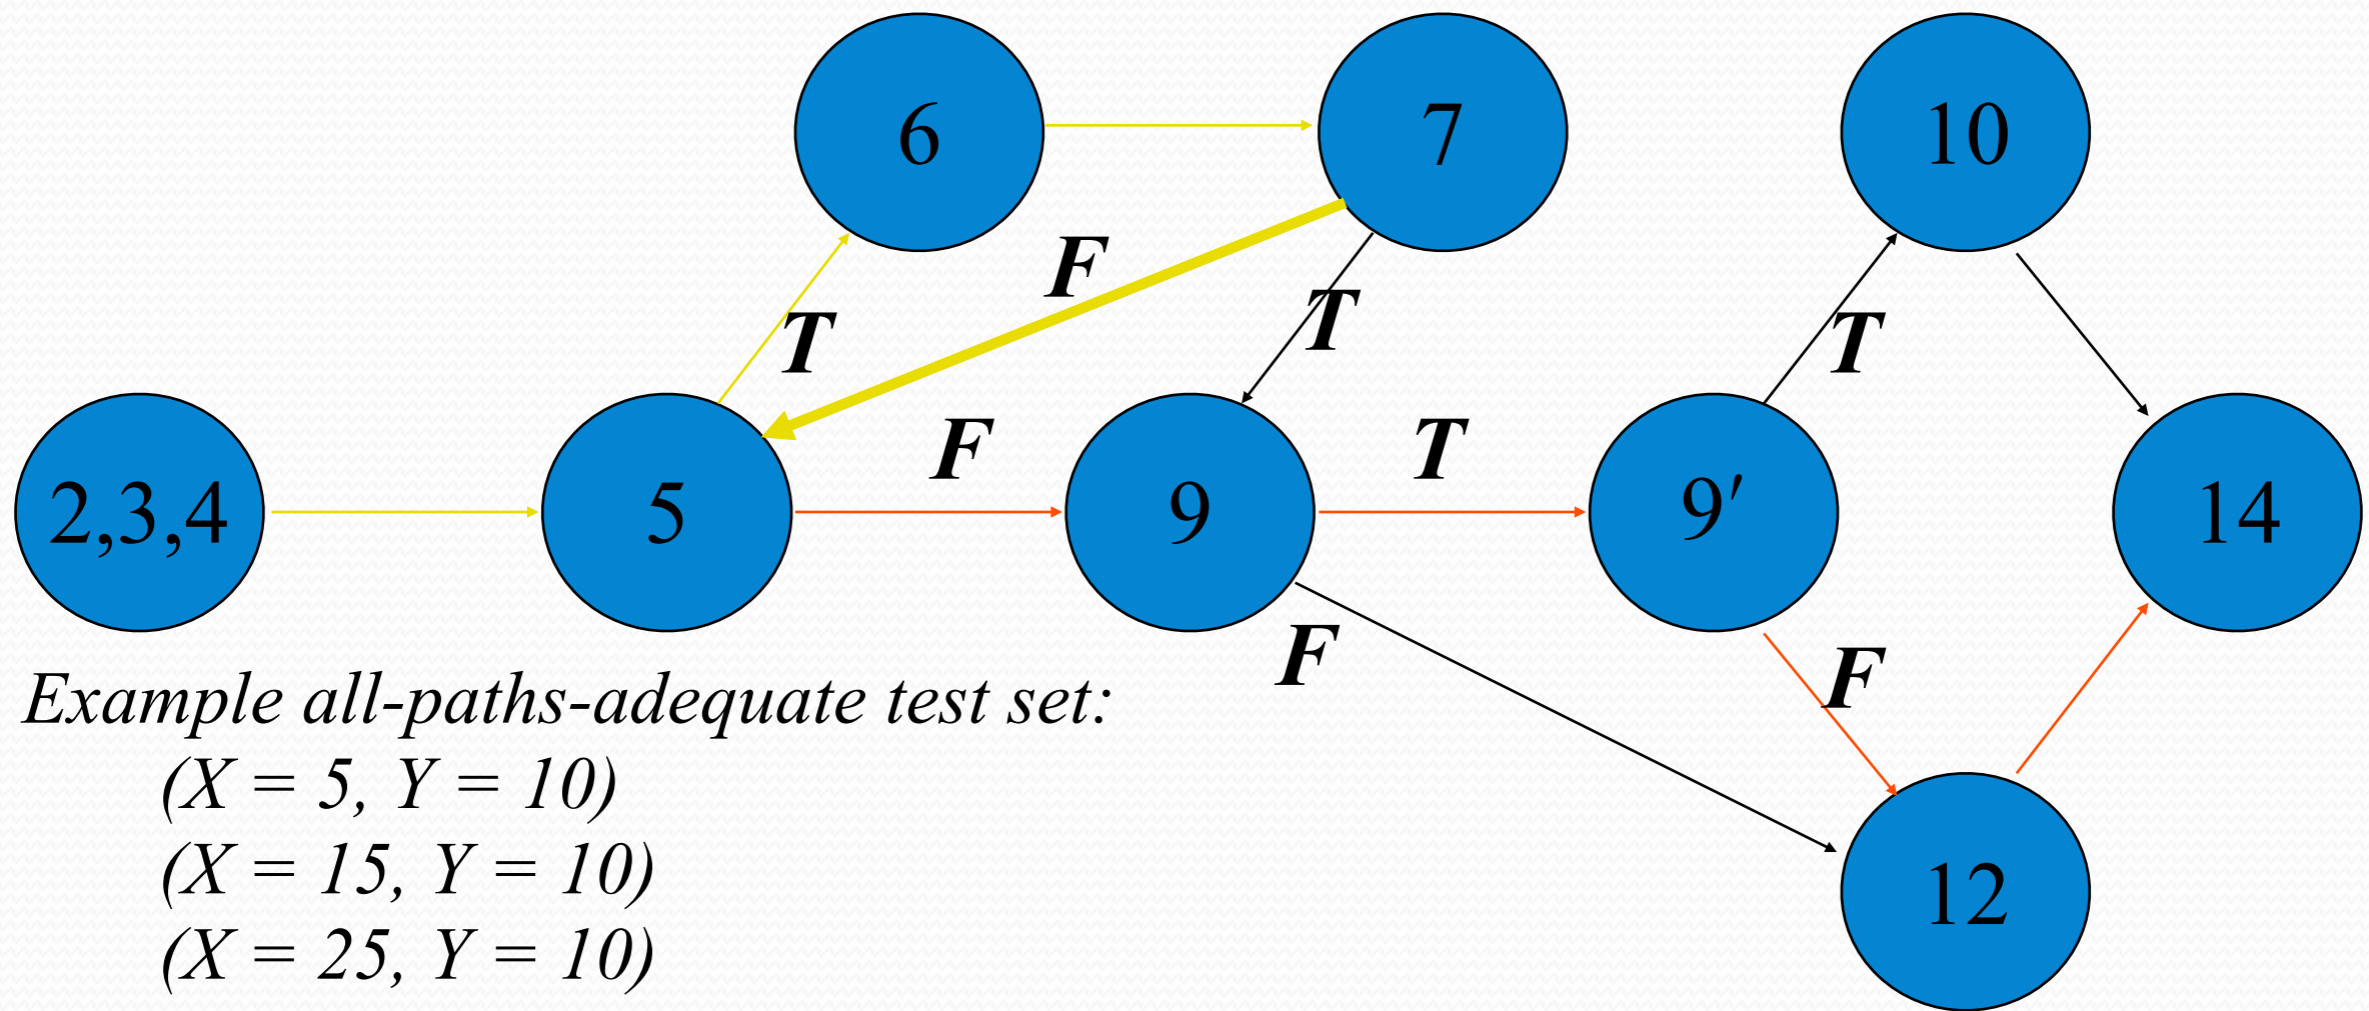 6
7
10
F
T
T
T
F
T
2,3,4
5
9
9′
14
F
F
Example all-paths-adequate test set:
(X = 5, Y = 10)
(X = 15, Y = 10)
(X = 25, Y = 10)
12